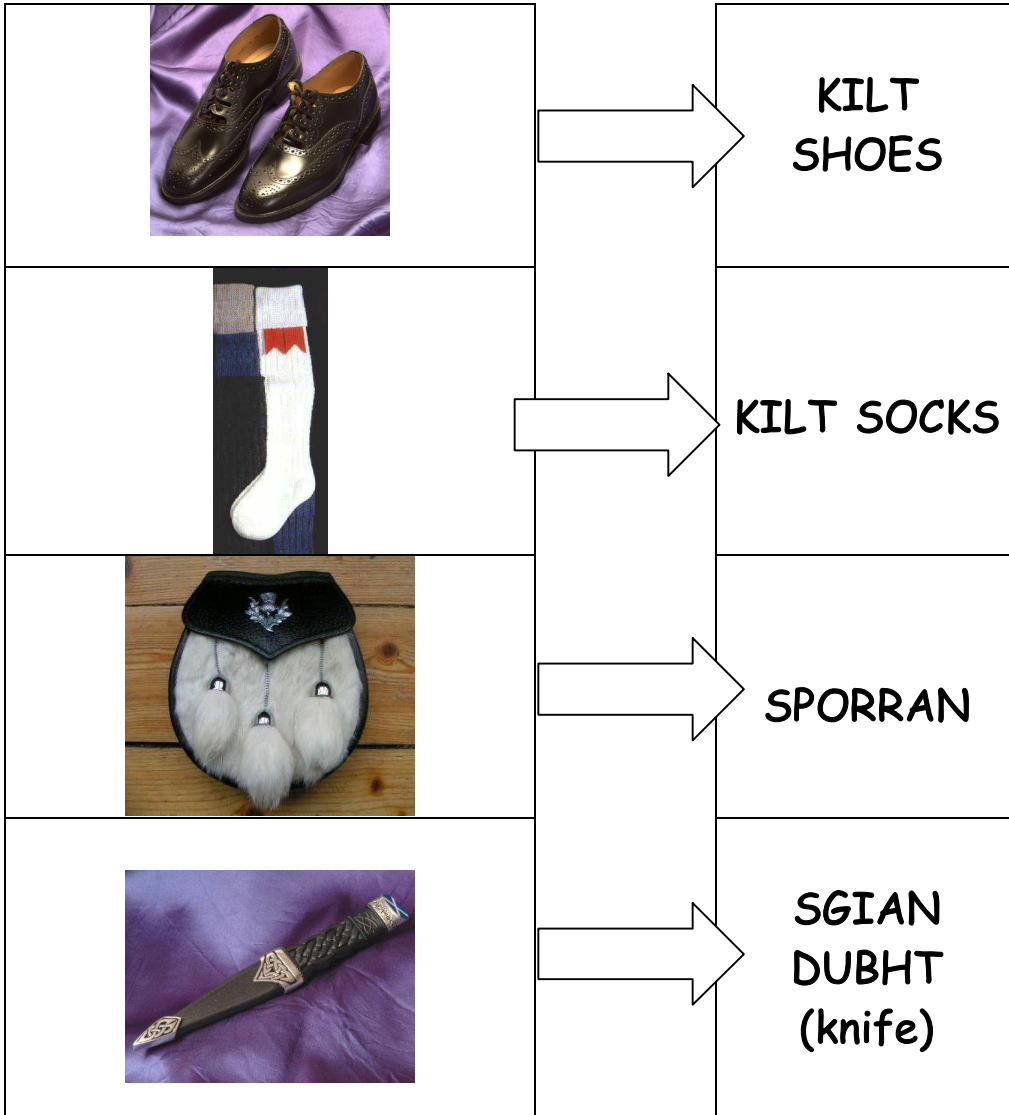 KILT
SHOES
KILT SOCKS
SPORRAN
SGIAN
DUBHT
(knife)